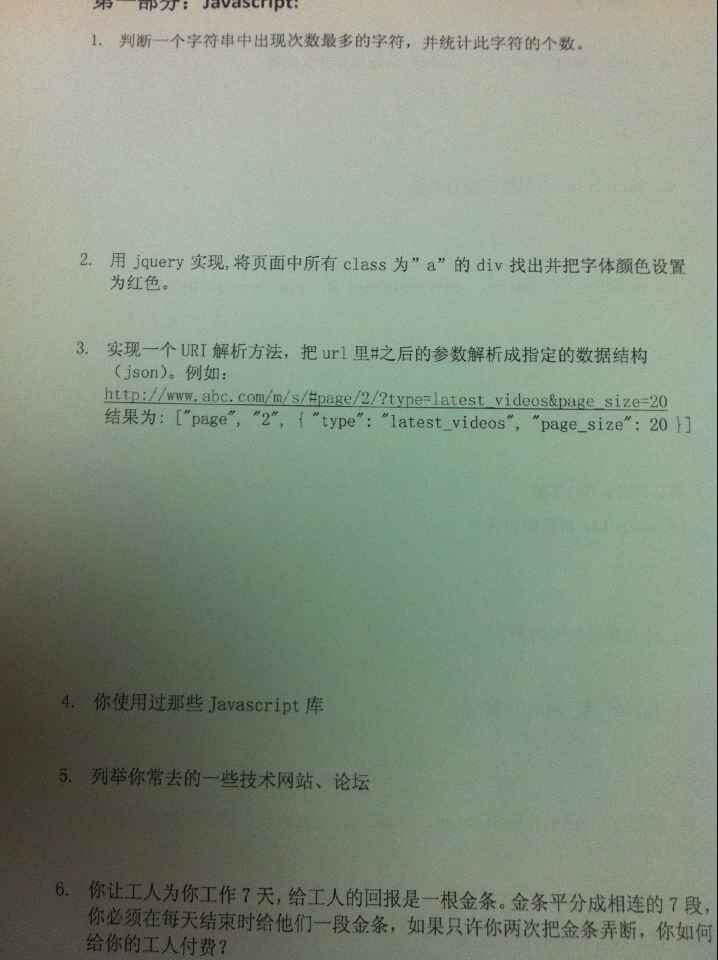 第一部分：Javascript:
1. 判断一个字符串中出现次数最多的字符，并统计此字符的个数。
2. 用 jquery 实现,将页面中所有 class 为”a”的 div 找出并把字体颜色设置
为红色。
3. 实现一个 URI 解析方法，把 url 里#之后的参数解析成指定的数据结构
（json）。例如：
http://www.abc.com/m/s/#page/2/?type=latest_videos&page_size=20
结果为: ["page", "2", { "type": "latest_videos", "page_size": 20 }]
4. 你使用过那些 Javascript 库
5. 列举你常去的一些技术网站、论坛
6. 你让工人为你工作 7 天，给工人的回报是一根金条。金条平分成相连的 7 段，
你必须在每天结束时给他们一段金条，如果只许你两次把金条弄断，你如何
给你的工人付费？